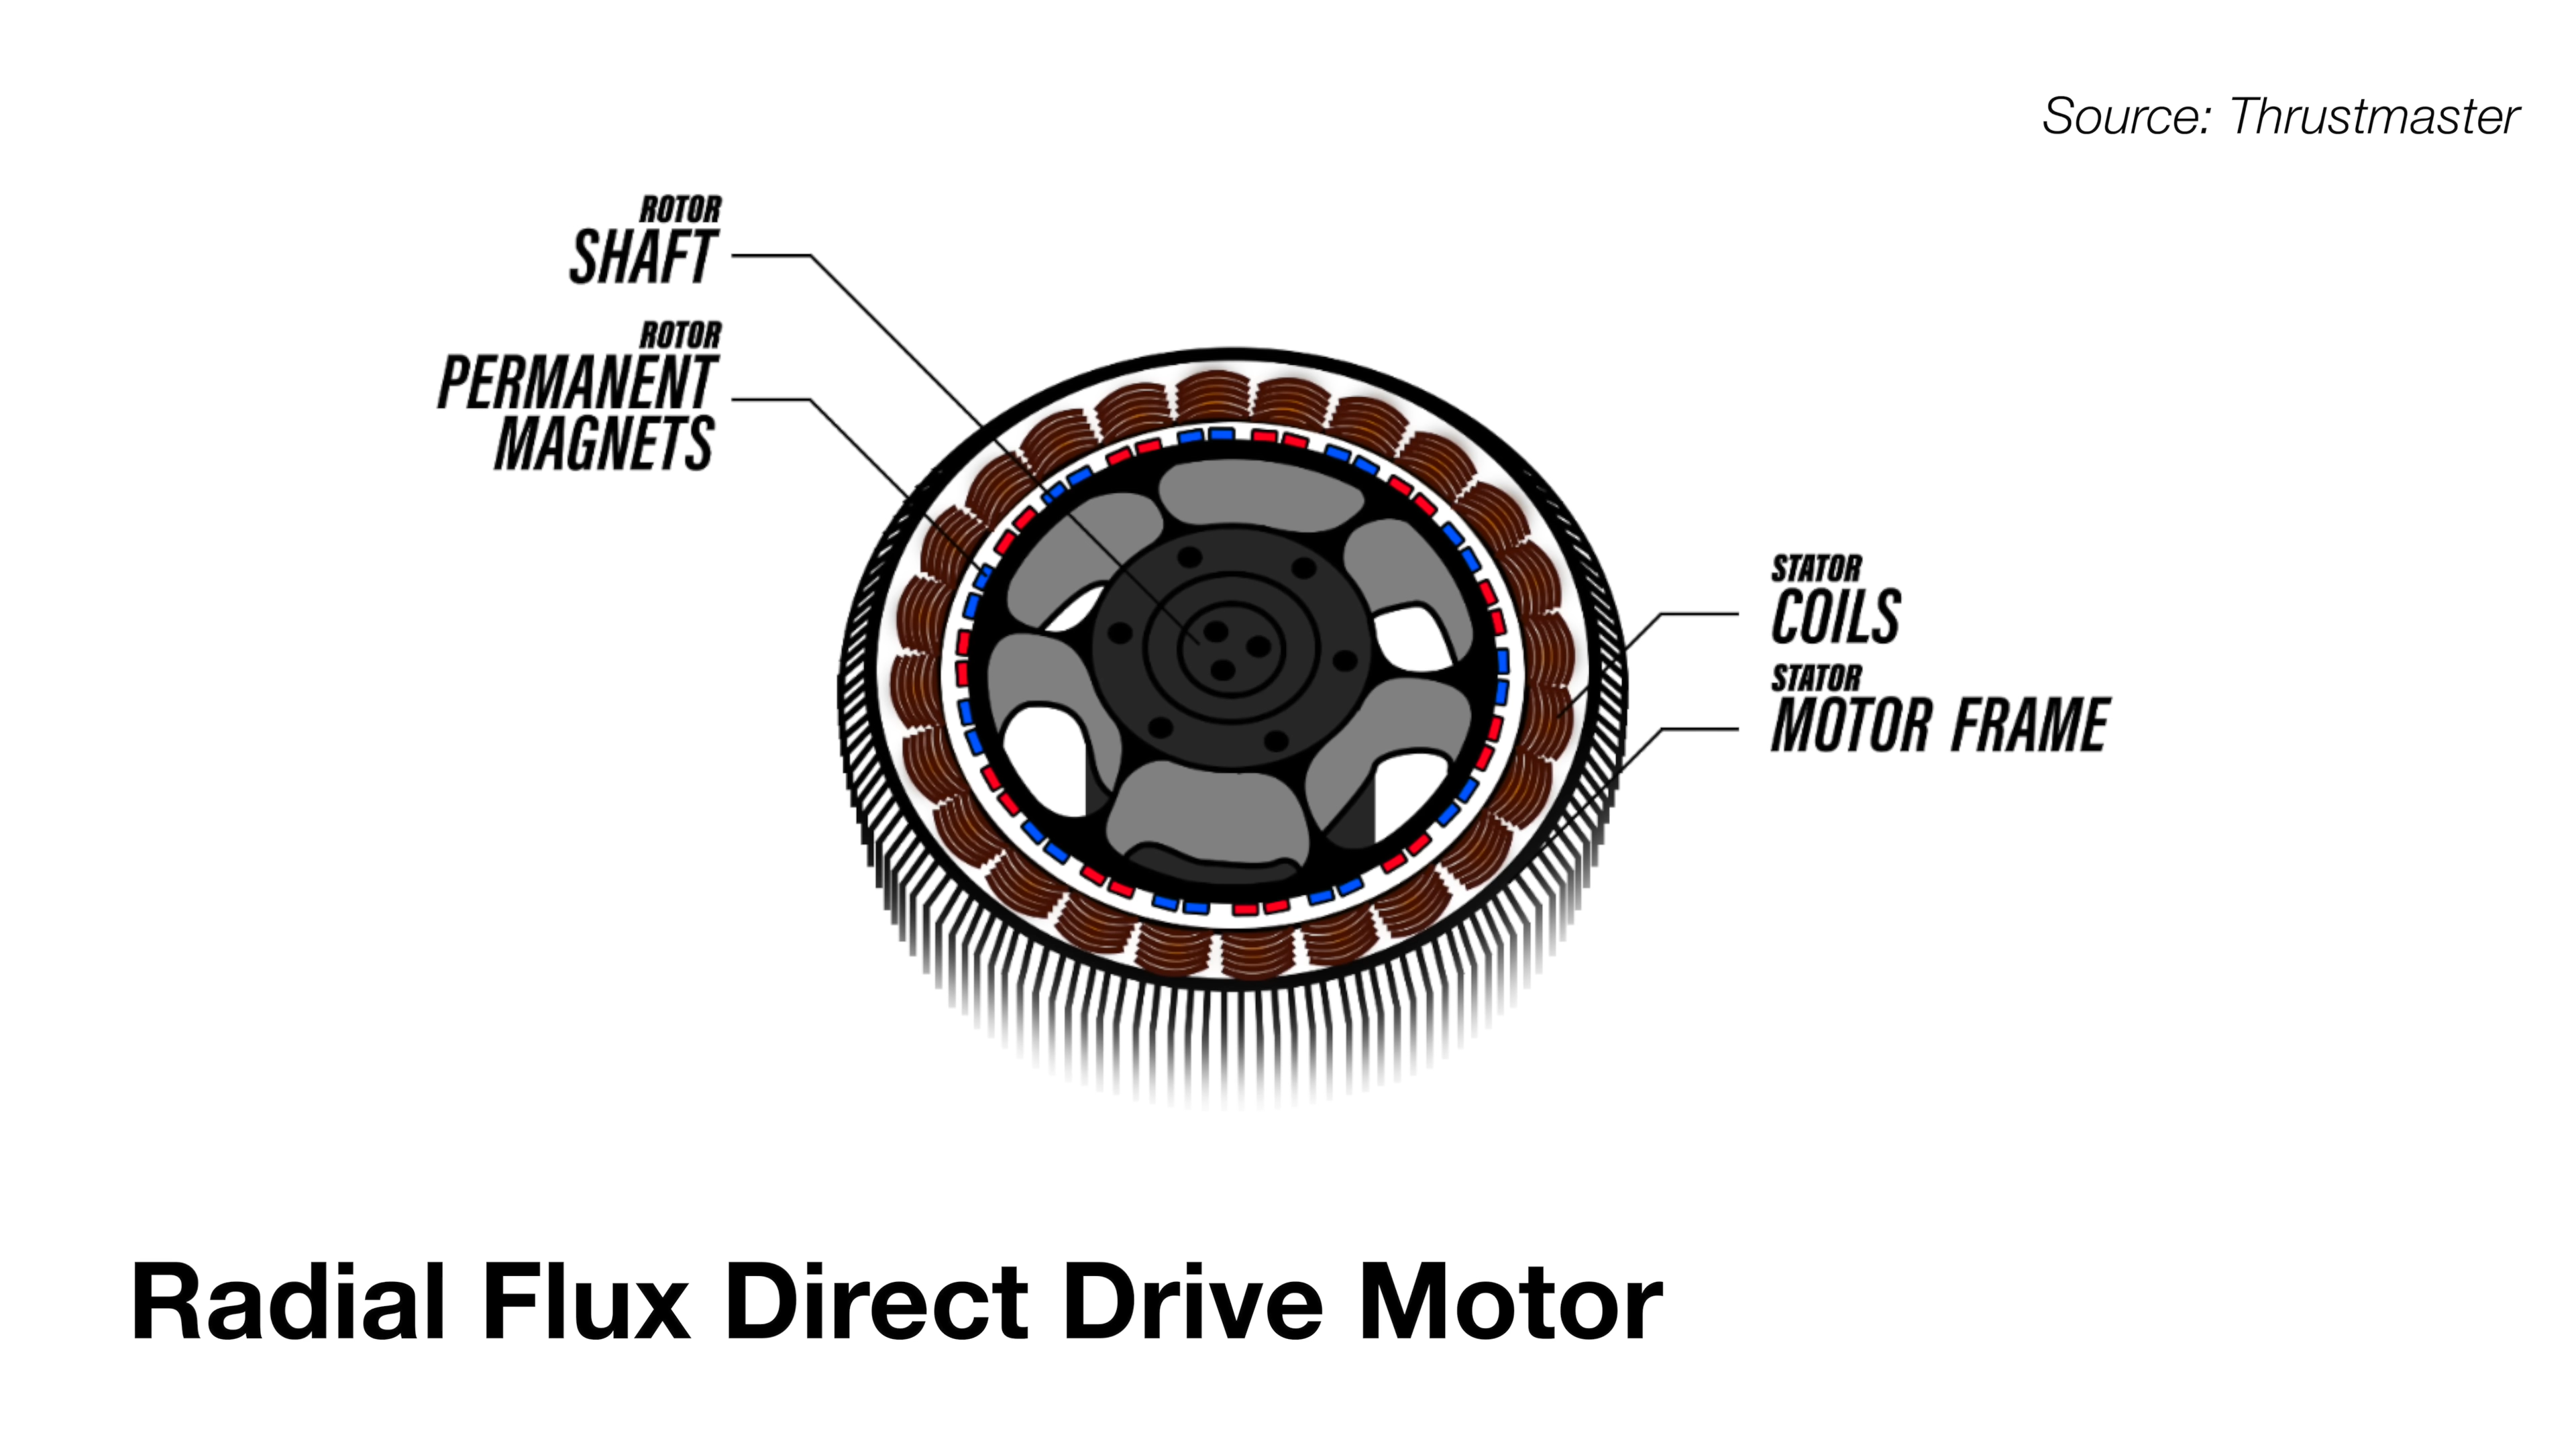 Source: Thrustmaster
ROTOR
SHAFT
ROTOR
PERMANENT
MAGNETS
STATOR
COILS
STATOR
MOTOR FRAME
Radial Flux Direct Drive Motor